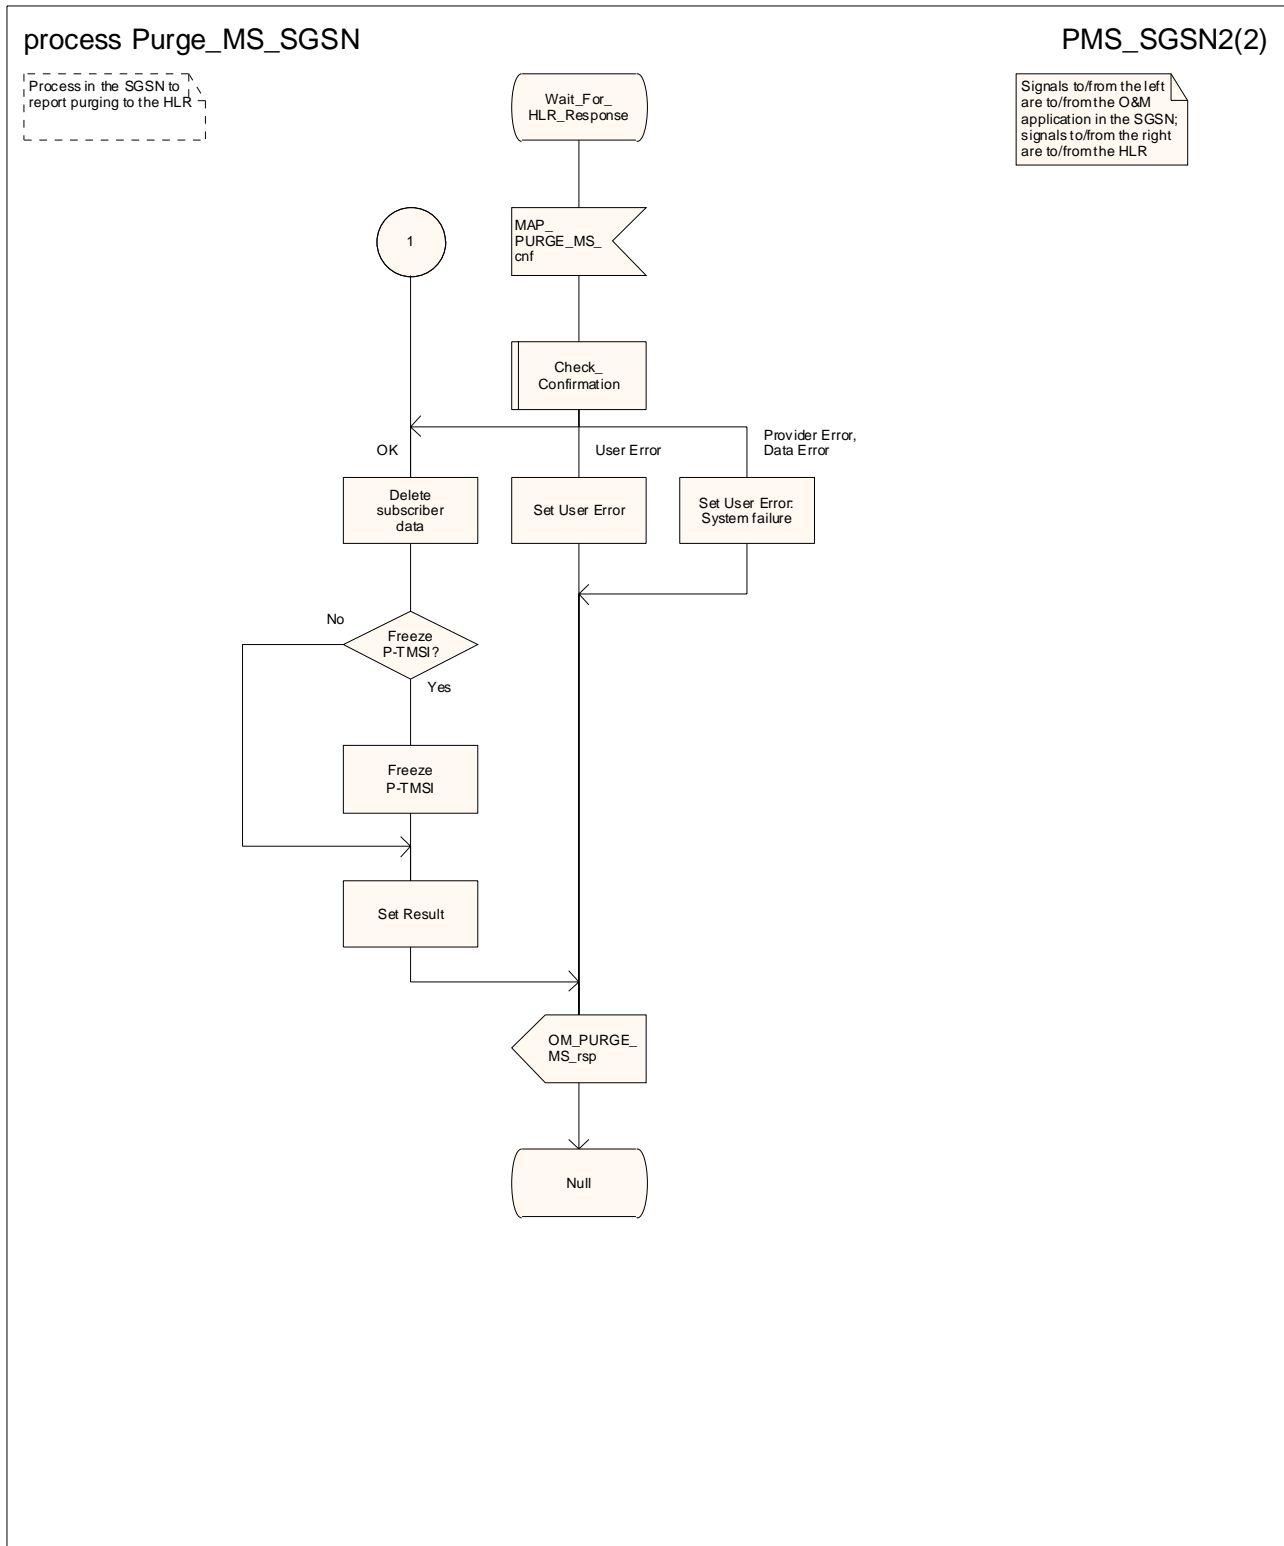 process Purge_MS_SGSN
PMS_SGSN2(2)
Process in the SGSN to
report purging to the HLR
Wait_For_
HLR_Response
Signals to/from the left
are to/from the O&M
application in the SGSN;
signals to/from the right
are to/from the HLR
1
MAP_
PURGE_MS_
cnf
Check_
Confirmation
OK
User Error
Provider Error,
Data Error
Delete
subscriber
data
Set User Error
Set User Error:
System failure
No
Freeze
P-TMSI?
Yes
Freeze
P-TMSI
Set Result
OM_PURGE_
MS_rsp
Null